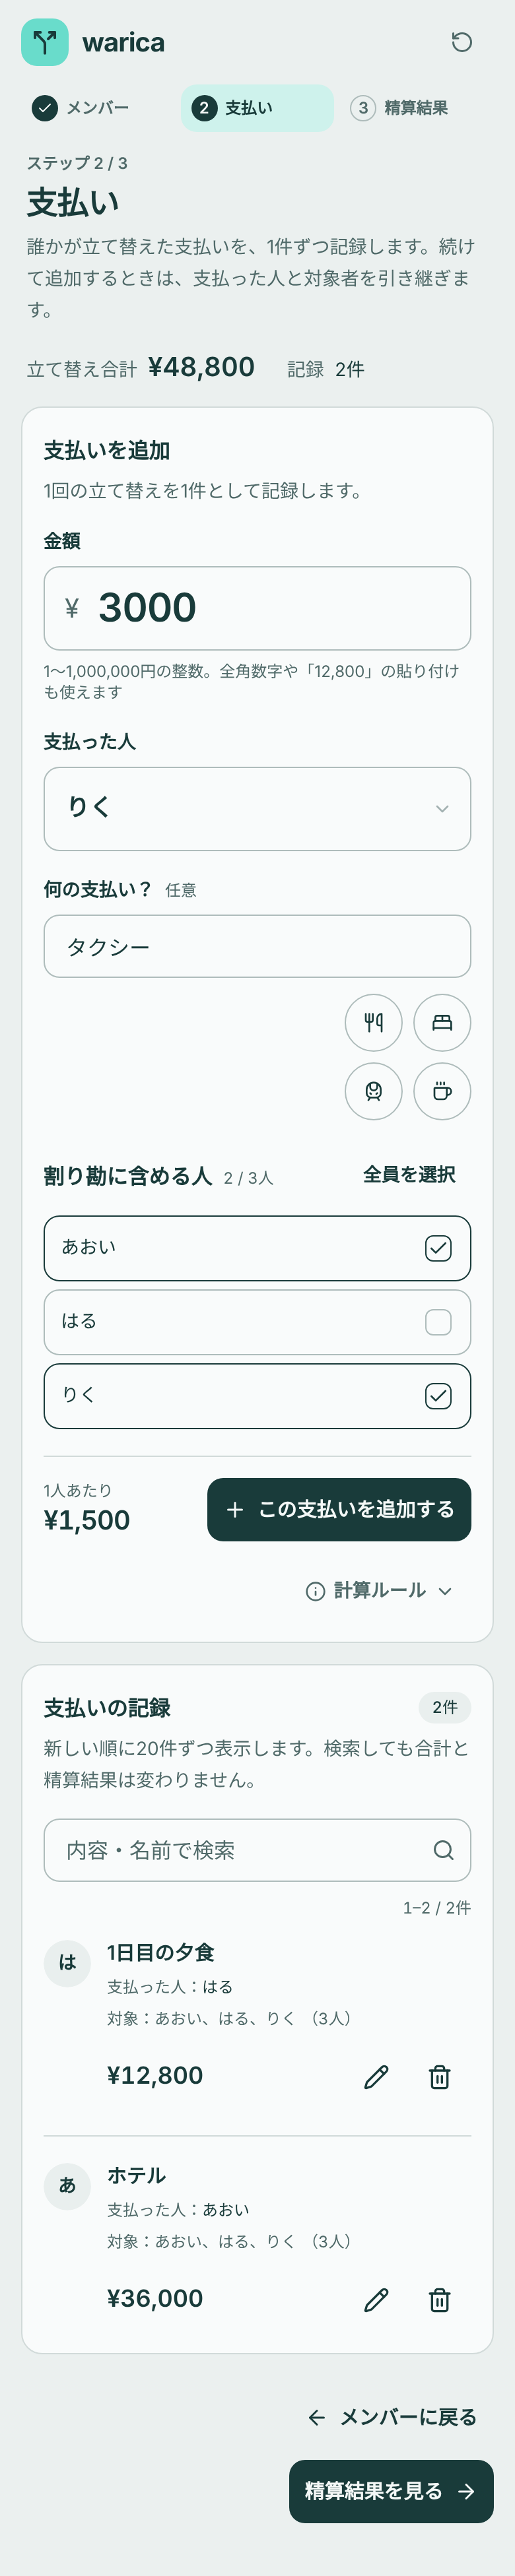 warica
メンバー
2 支払い
3 精算結果
ステップ 2 / 3
支払い
誰かが立て替えた支払いを、1件ずつ記録します。続け
て追加するときは、支払った人と対象者を引き継ぎま
す。
立て替え合計 ¥48,800 記録 2件
支払いを追加
1回の立て替えを1件として記録します。
金額
¥ 3000
1〜1,000,000円の整数。全角数字や「12,800」の貼り付け
も使えます
支払った人
りく
何の支払い？ 任意
タクシー
割り勘に含める人 2 / 3人 全員を選択
あおい
はる
りく
1人あたり
¥1,500
この支払いを追加する
計算ルール
支払いの記録 2件
新しい順に20件ずつ表示します。検索しても合計と
精算結果は変わりません。
内容・名前で検索
1–2 / 2件
は
1日目の夕食
支払った人：はる
対象：あおい、はる、りく （3人）
¥12,800
あ
ホテル
支払った人：あおい
対象：あおい、はる、りく （3人）
¥36,000
メンバーに戻る
精算結果を見る